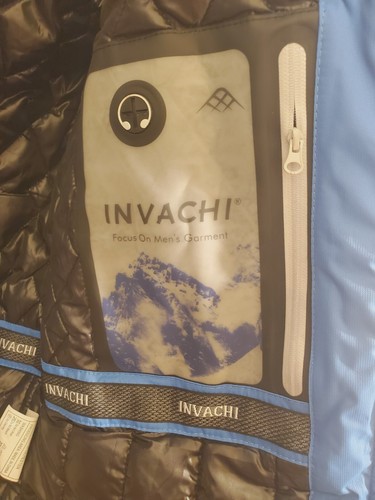 INVACHI®
Focus On Men's Garment
INVACHI
INVACHI
INVACHI